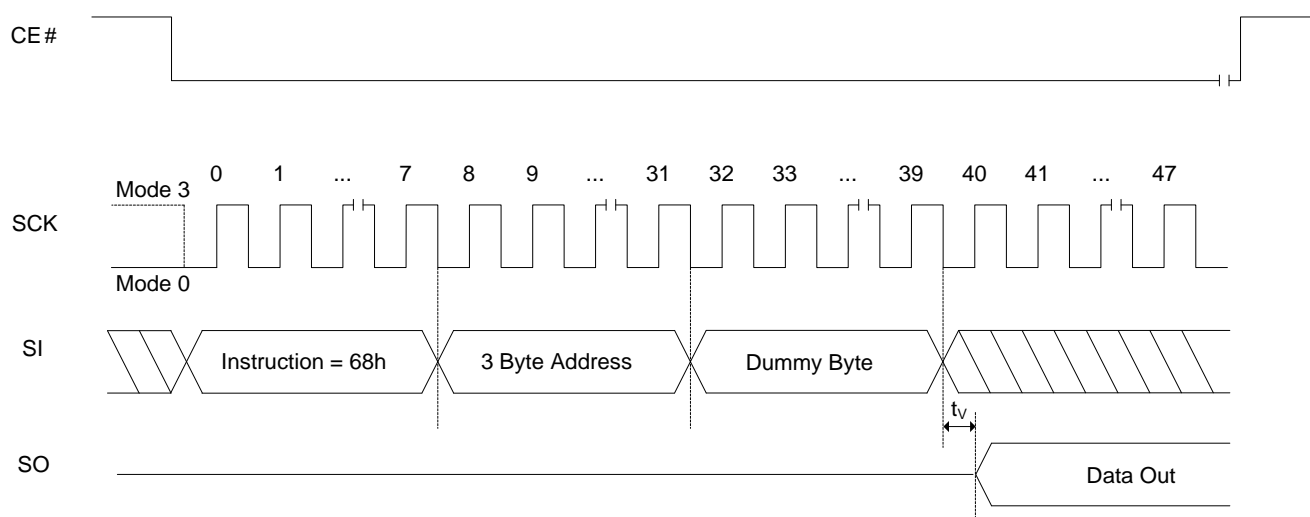 CE#
0 1 ... 7 8 9 ... 31 32 33 ... 39 40 41 ... 47
Mode 3
SCK
Mode 0
SI
Instruction = 68h
3 Byte Address
Dummy Byte
tV
SO
Data Out